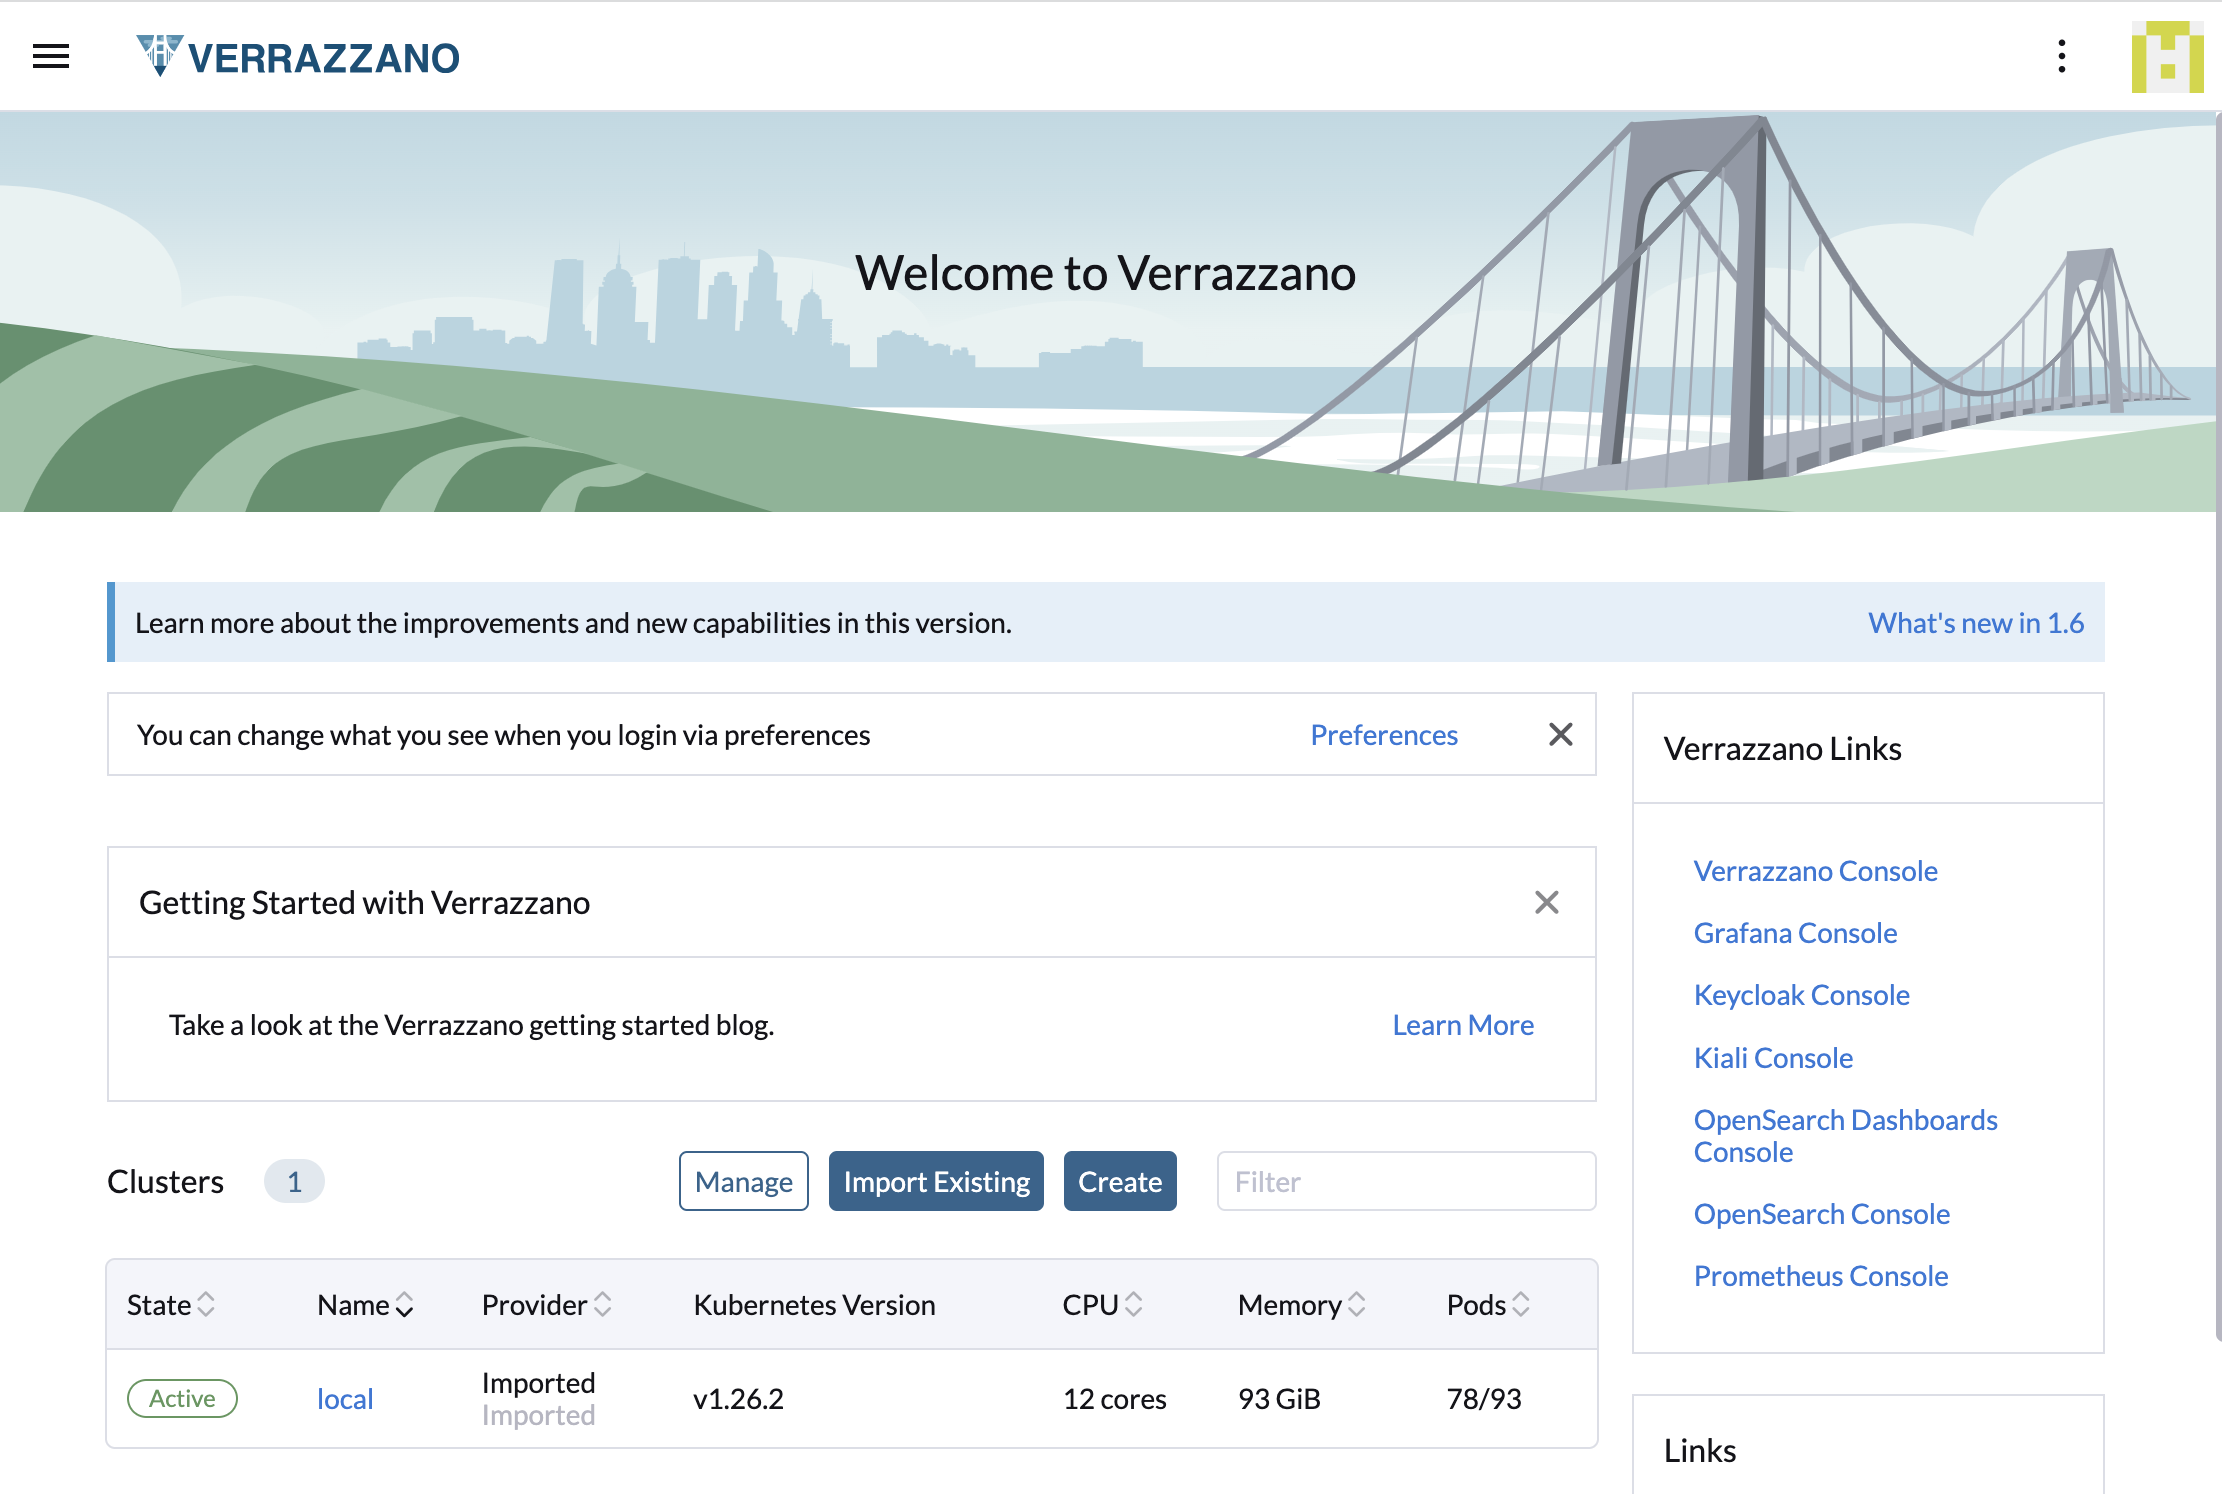 VERRAZZANO
Welcome to Verrazzano
Learn more about the improvements and new capabilities in this version.
What's new in 1.6
You can change what you see when you login via preferences
Preferences
Getting Started with Verrazzano
Take a look at the Verrazzano getting started blog.
Learn More
Clusters 1
Manage
Import Existing
Create
Filter
State Name Provider Kubernetes Version CPU Memory Pods
Active local Imported v1.26.2 12 cores 93 GiB 78/93
Imported
Verrazzano Links
Verrazzano Console
Grafana Console
Keycloak Console
Kiali Console
OpenSearch Dashboards
Console
OpenSearch Console
Prometheus Console
Links